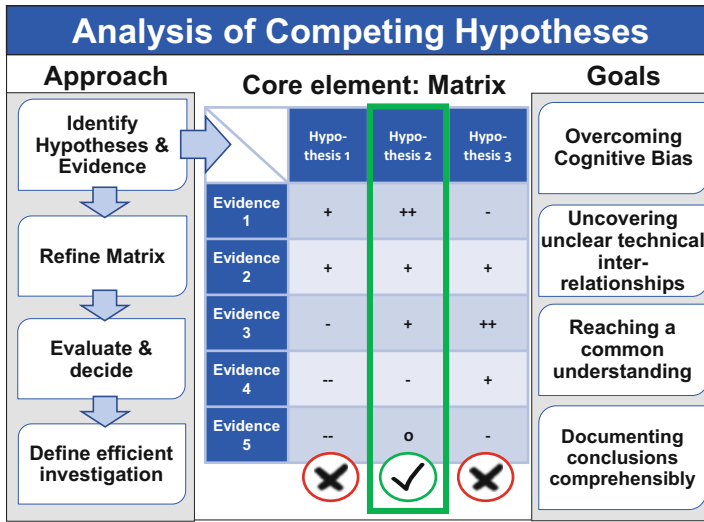 Analysis of Competing Hypotheses
Approach
Identify
Hypotheses &
Evidence
Refine Matrix
Evaluate &
decide
Define efficient
investigation
Core element: Matrix
Hypo-
thesis 1
Hypo-
thesis 2
Hypo-
thesis 3
Evidence
1
+
++
-
Evidence
2
+
+
+
Evidence
3
-
+
++
Evidence
4
--
-
+
Evidence
5
--
o
-
Goals
Overcoming
Cognitive Bias
Uncovering
unclear technical
inter-
relationships
Reaching a
common
understanding
Documenting
conclusions
comprehensibly